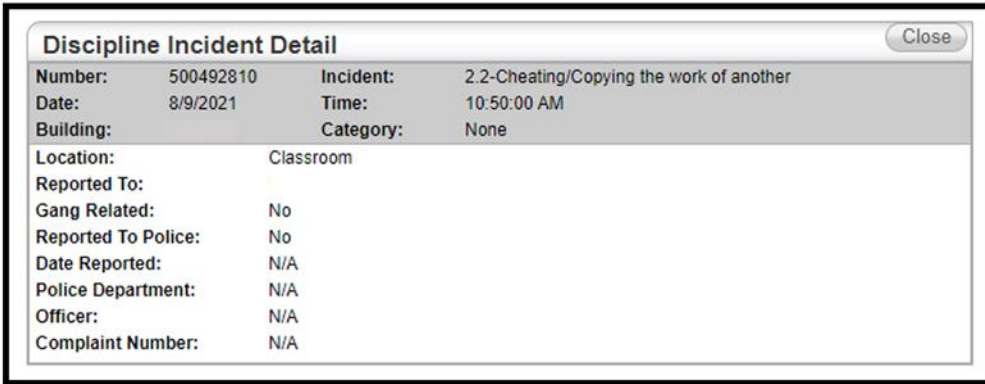 Discipline Incident Detail Close
Number: 500492810 Incident: 2.2-Cheating/Copying the work of another
Date: 8/9/2021 Time: 10:50:00 AM
Building: Category: None
Location: Classroom
Reported To:
Gang Related: No
Reported To Police: No
Date Reported: N/A
Police Department: N/A
Officer: N/A
Complaint Number: N/A